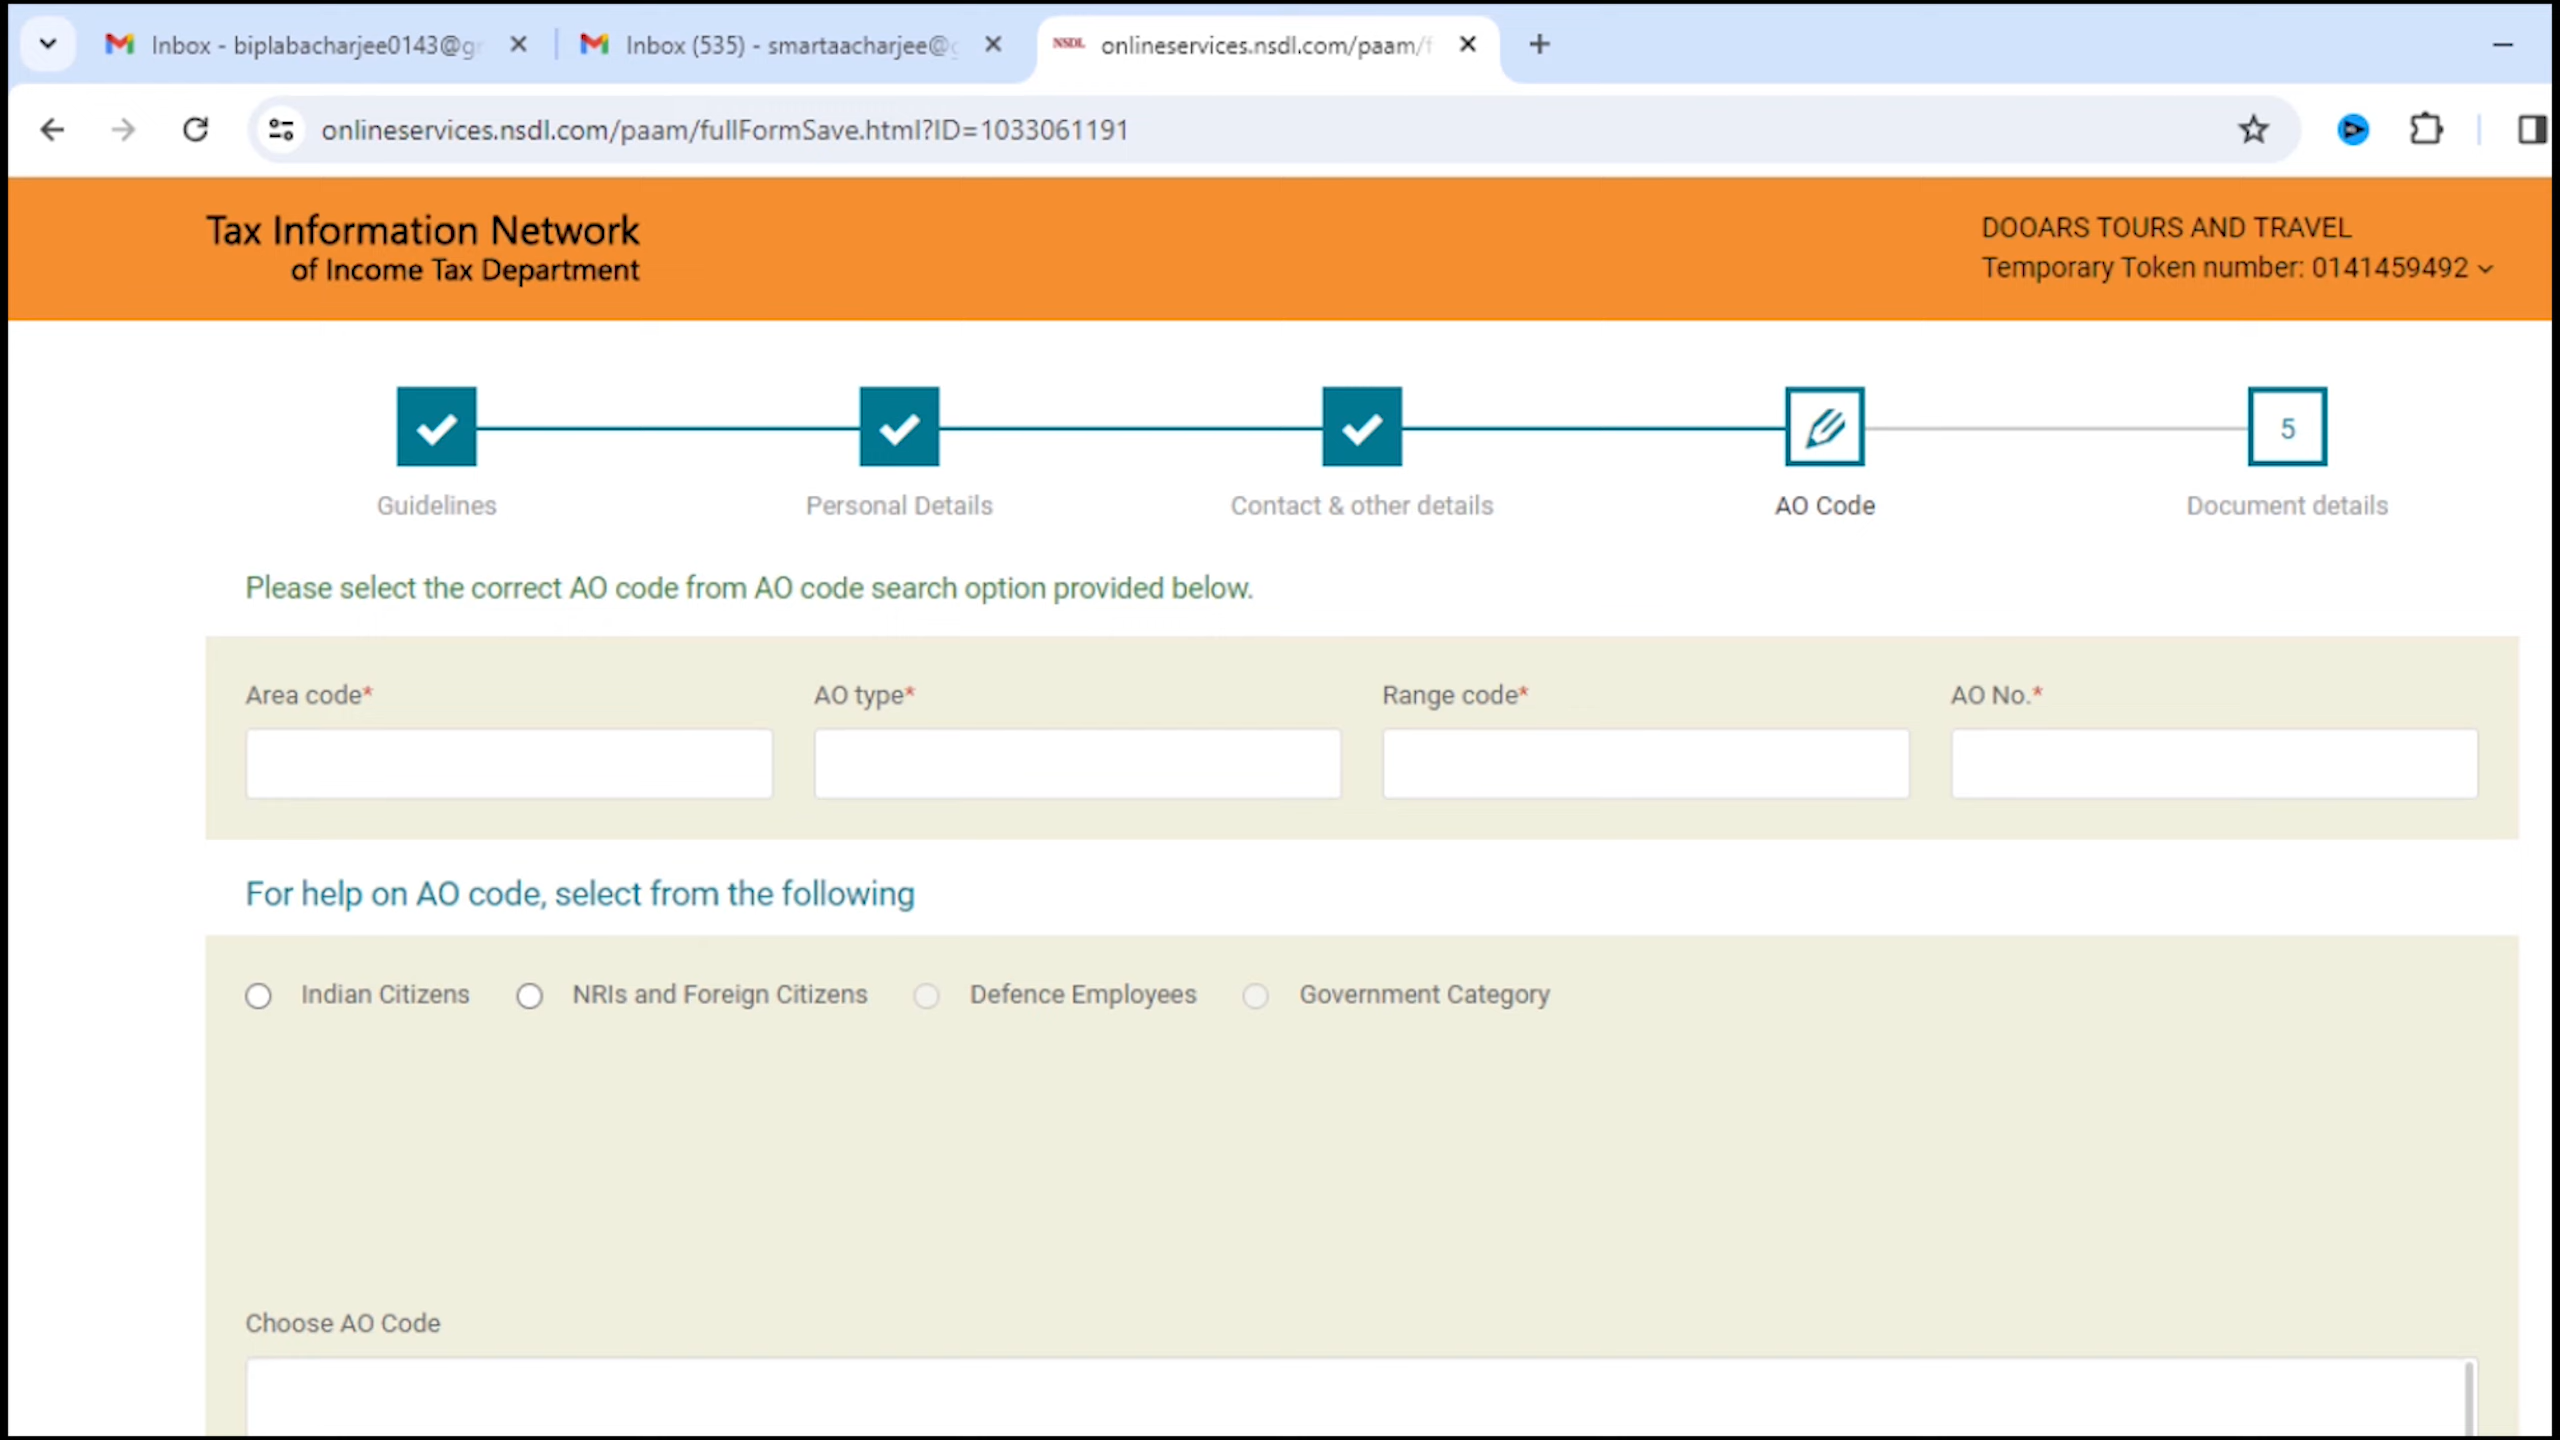 Inbox - biplabacharjee0143@gr
Inbox (535) - smartaacharjee@g
NSDL onlineservices.nsdl.com/paam/f
onlineservices.nsdl.com/paam/fullFormSave.html?ID=1033061191
Tax Information Network
of Income Tax Department
DOOARS TOURS AND TRAVEL
Temporary Token number: 0141459492
5
Guidelines
Personal Details
Contact & other details
AO Code
Document details
Please select the correct AO code from AO code search option provided below.
Area code*
AO type*
Range code*
AO No.*
For help on AO code, select from the following
Indian Citizens
NRIs and Foreign Citizens
Defence Employees
Government Category
Choose AO Code